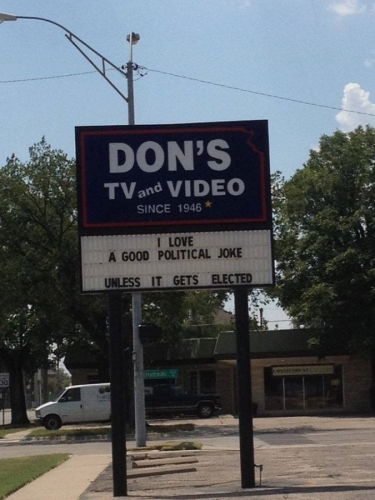 DON'S
TV and VIDEO
SINCE 1946
I LOVE
A GOOD POLITICAL JOKE
UNLESS IT GETS ELECTED